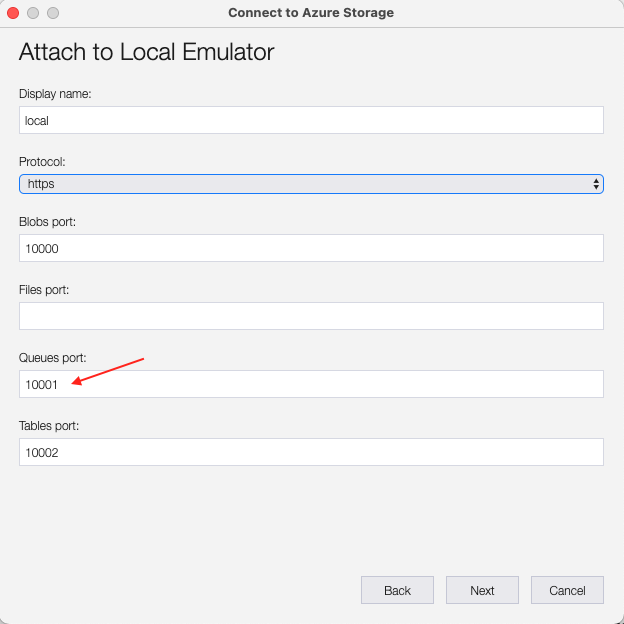 Connect to Azure Storage
Attach to Local Emulator
Display name:
local
Protocol:
https
Blobs port:
10000
Files port:
Queues port:
10001
Tables port:
10002
Back Next Cancel